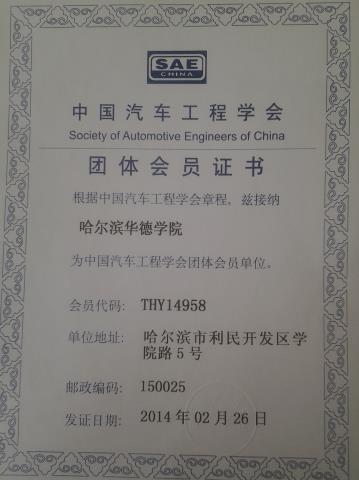 SAE
CHINA
中国汽车工程学会
Society of Automotive Engineers of China
团体会员证书
根据中国汽车工程学会章程，兹接纳
哈尔滨华德学院
为中国汽车工程学会团体会员单位。
会员代码: THY14958
单位地址: 哈尔滨市利民开发区学
院路5号
邮政编码: 150025
发证日期: 2014年02月26日